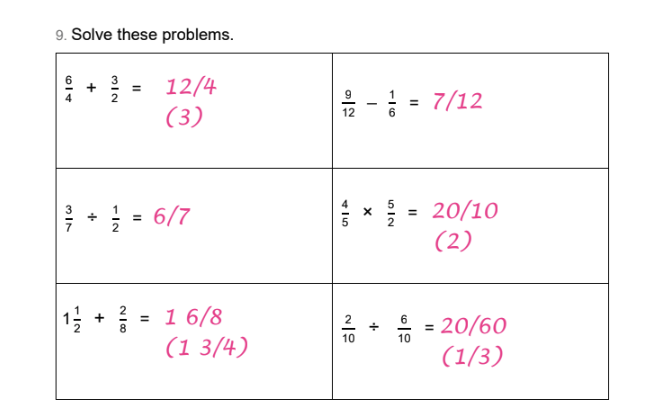 9. Solve these problems.
6/4 + 3/2 = 12/4
(3)
9/12 – 1/6 = 7/12
3/7 ÷ 1/2 = 6/7
4/5 × 5/2 = 20/10
(2)
1 1/2 + 2/8 = 1 6/8
(1 3/4)
2/10 ÷ 6/10 = 20/60
(1/3)